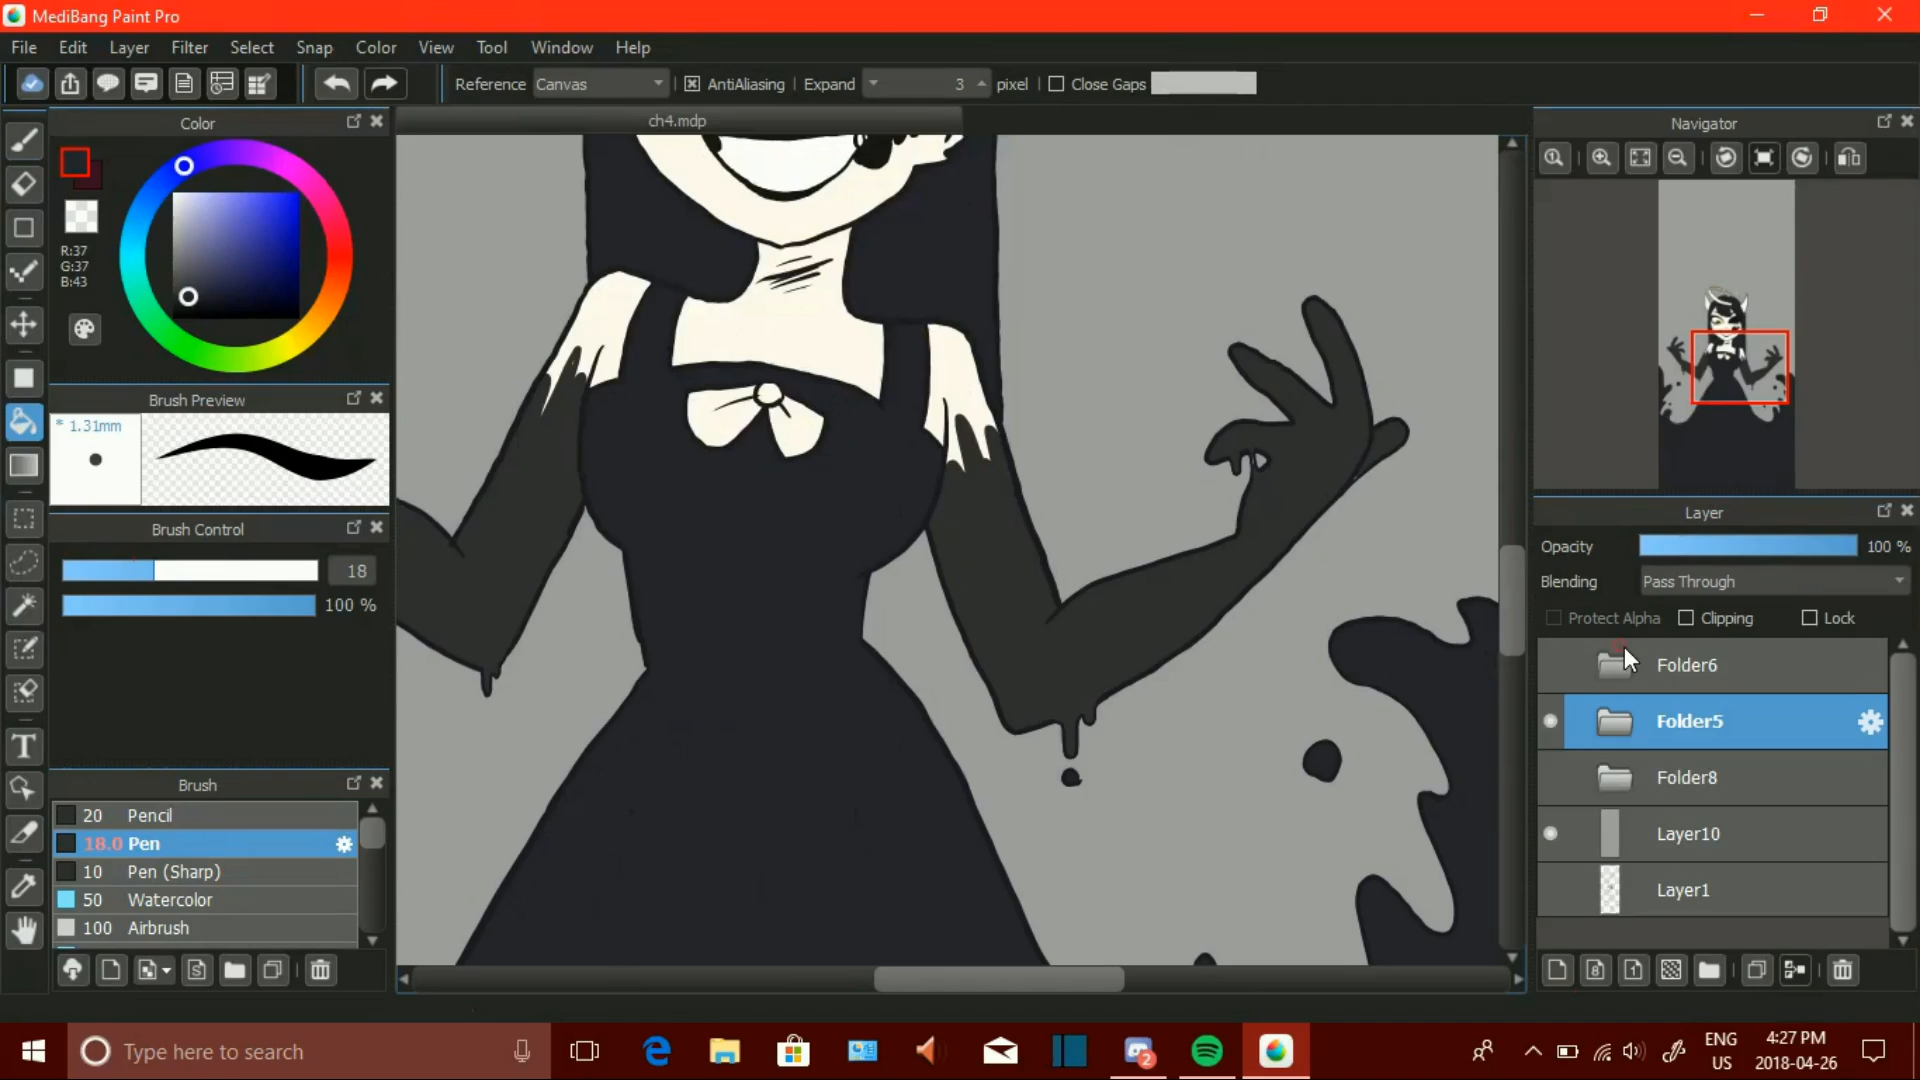 MediBang Paint Pro
File Edit Layer Filter Select Snap Color View Tool Window Help
Reference Canvas AntiAliasing Expand 3 pixel Close Gaps
Color
R:37
G:37
B:43
Brush Preview
* 1.31mm
Brush Control
18
100 %
Brush
20 Pencil
18.0 Pen
10 Pen (Sharp)
50 Watercolor
100 Airbrush
ch4.mdp
Navigator
Layer
Opacity 100 %
Blending Pass Through
Protect Alpha Clipping Lock
Folder6
Folder5
Folder8
Layer10
Layer1
Type here to search
2
ENG
US
4:27 PM
2018-04-26